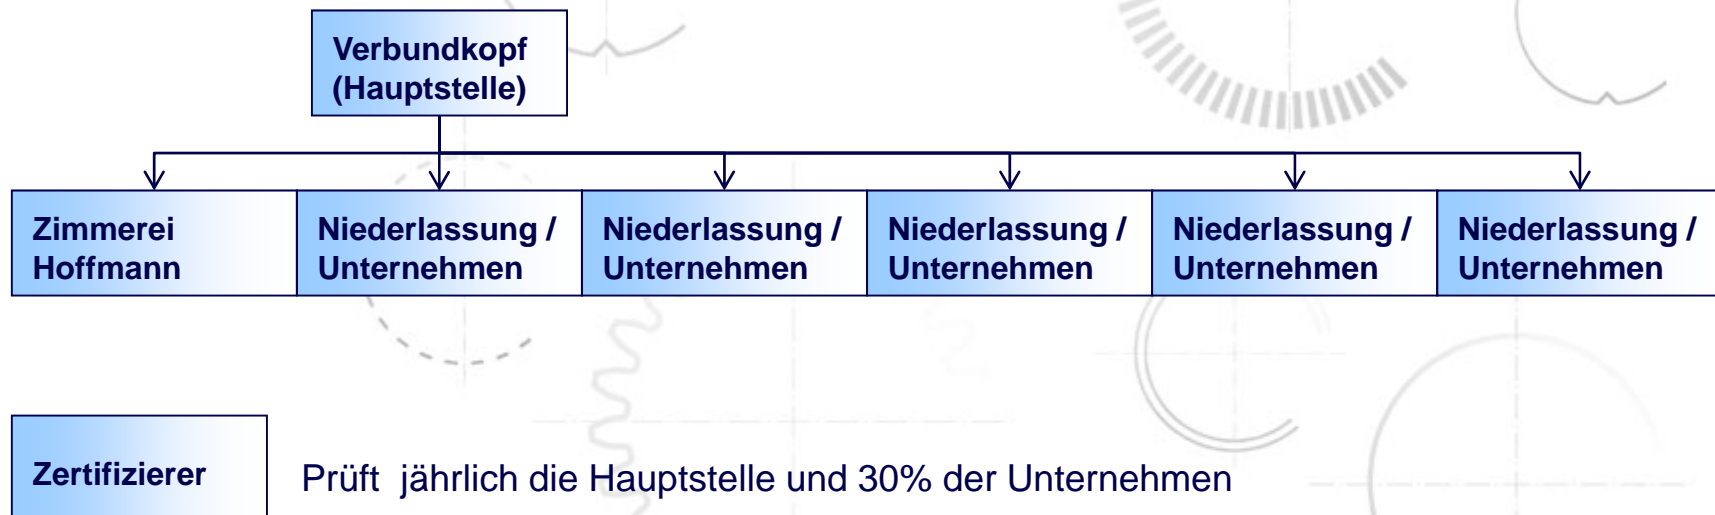 Verbundkopf
(Hauptstelle)
Zimmerei
Hoffmann
Niederlassung /
Unternehmen
Niederlassung /
Unternehmen
Niederlassung /
Unternehmen
Niederlassung /
Unternehmen
Niederlassung /
Unternehmen
Zertifizierer
Prüft jährlich die Hauptstelle und 30% der Unternehmen